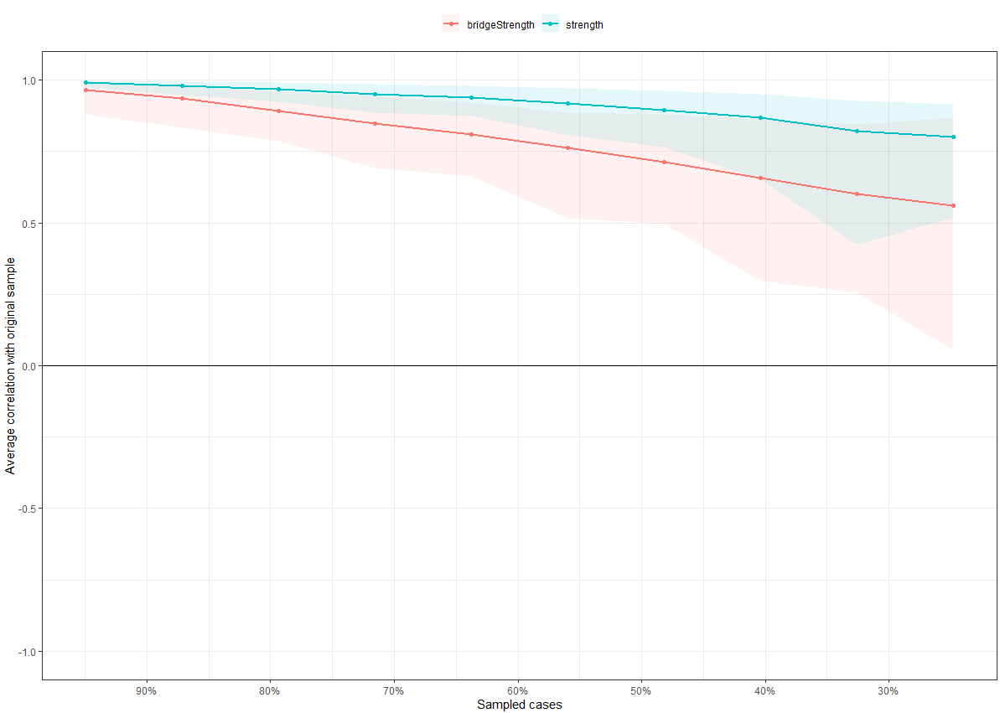 bridgeStrength strength
Average correlation with original sample
1.0
0.5
0.0
-0.5
-1.0
90% 80% 70% 60% 50% 40% 30%
Sampled cases